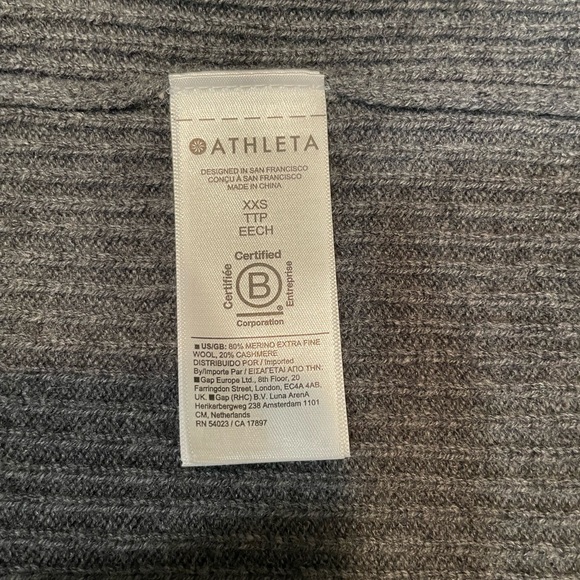 ATHLETA
DESIGNED IN SAN FRANCISCO
CONÇU À SAN FRANCISCO
MADE IN CHINA
XXS
TTP
EECH
Certified
Certifiée
B
Entreprise
Corporation
■ US/GB: 80% MERINO EXTRA FINE
WOOL, 20% CASHMERE
DISTRIBUIDO POR / Imported
By/Importe Par / ΕΙΣΑΓΕΤΑΙ ΑΠΟ ΤΗΝ:
■Gap Europe Ltd., 8th Floor, 20
Farringdon Street, London, EC4A 4AB,
UK. ■Gap (RHC) B.V. Luna ArenA
Herikerbergweg 238 Amsterdam 1101
CM, Netherlands
RN 54023 / CA 17897